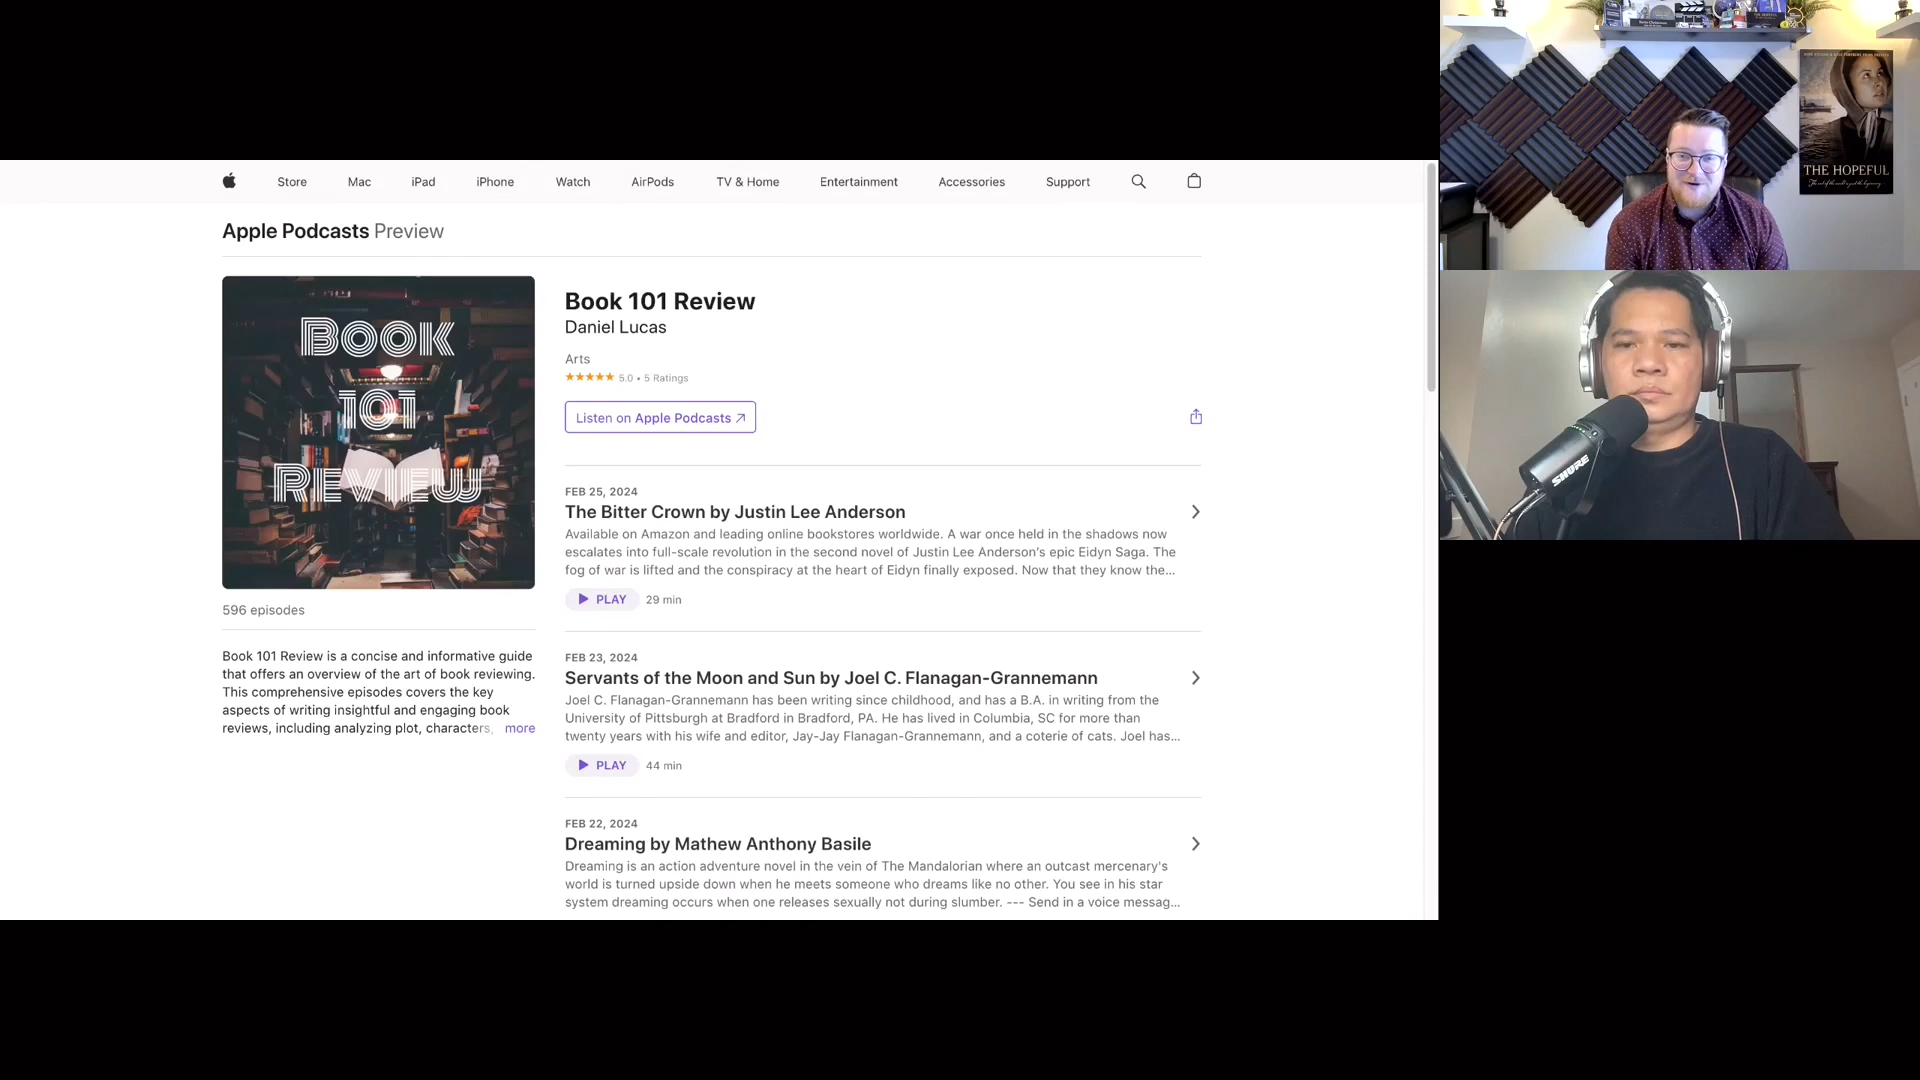 Store Mac iPad iPhone Watch AirPods TV & Home Entertainment Accessories Support
Apple Podcasts Preview
BOOK
101
REVIEW
596 episodes
Book 101 Review is a concise and informative guide
that offers an overview of the art of book reviewing.
This comprehensive episodes covers the key
aspects of writing insightful and engaging book
reviews, including analyzing plot, characters, more
Book 101 Review
Daniel Lucas
Arts
★★★★★ 5.0 • 5 Ratings
Listen on Apple Podcasts ↗
FEB 25, 2024
The Bitter Crown by Justin Lee Anderson
Available on Amazon and leading online bookstores worldwide. A war once held in the shadows now
escalates into full-scale revolution in the second novel of Justin Lee Anderson's epic Eidyn Saga. The
fog of war is lifted and the conspiracy at the heart of Eidyn finally exposed. Now that they know the...
PLAY 29 min
FEB 23, 2024
Servants of the Moon and Sun by Joel C. Flanagan-Grannemann
Joel C. Flanagan-Grannemann has been writing since childhood, and has a B.A. in writing from the
University of Pittsburgh at Bradford in Bradford, PA. He has lived in Columbia, SC for more than
twenty years with his wife and editor, Jay-Jay Flanagan-Grannemann, and a coterie of cats. Joel has...
PLAY 44 min
FEB 22, 2024
Dreaming by Mathew Anthony Basile
Dreaming is an action adventure novel in the vein of The Mandalorian where an outcast mercenary's
world is turned upside down when he meets someone who dreams like no other. You see in his star
system dreaming occurs when one releases sexually not during slumber. --- Send in a voice messag...
THE HOPEFUL
SHURE